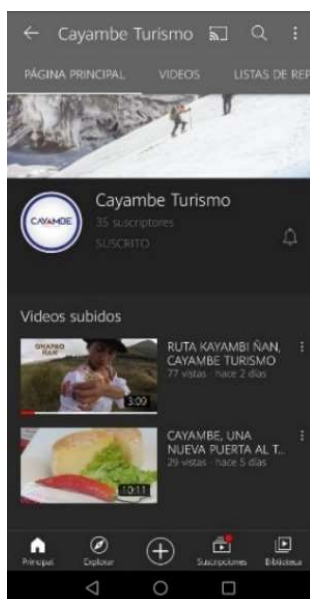 Cayambe Turismo
PÁGINA PRINCIPAL VIDEOS LISTAS DE REP
CAYAMBE
Cayambe Turismo
35 suscriptores
SUSCRITO
Videos subidos
ÑAN
3:09
RUTA KAYAMBI ÑAN,
CAYAMBE TURISMO
77 vistas · hace 2 días
10:11
CAYAMBE, UNA
NUEVA PUERTA AL T...
29 vistas · hace 5 días
Principal Explorar Suscripciones Biblioteca